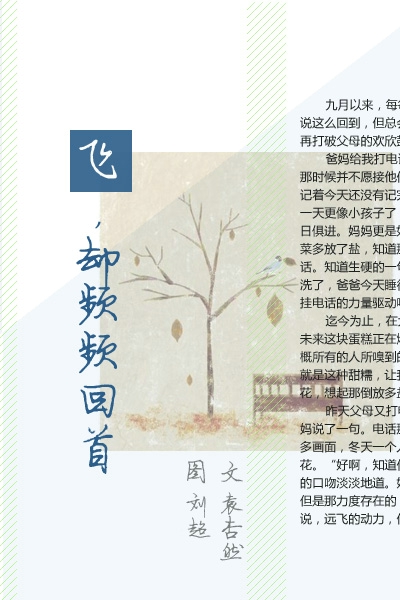 飞，却频频回首
文 袁杏然
图 刘超
九月以来，每
说这么回到，但总会
再打破父母的欢欣
爸妈给我打电话
那时候并不愿接他
记着今天还没有记
一天更像小孩子了
日俱进。妈妈更是
菜多放了盐，知道
话。知道生硬的一
洗了，爸爸今天睡
挂电话的力量驱动
迄今为止，在
未来这块蛋糕正在
概所有的人所嗅到的
就是这种甜糯，让
花，想起那倒放多
昨天父母又打
妈说了一句。电话
多画面，冬天一个人
花。“好啊，知道
的口吻淡淡地道。
但是那力度存在的
说，远飞的动力，